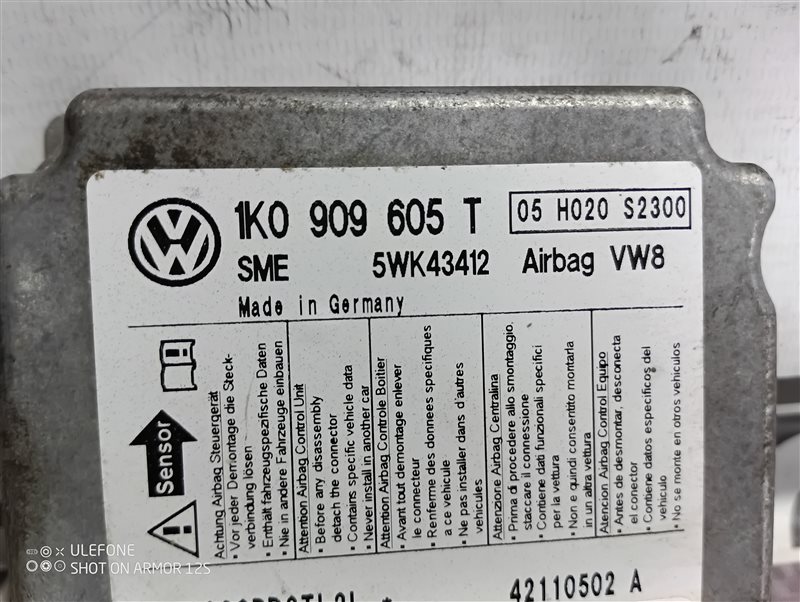 1K0 909 605 T
05 H020 S2300
SME
5WK43412
Airbag VW8
Made in Germany
Sensor
Achtung Airbag Steuergerät
• Vor jeder Demontage die Steck-
verbindung lösen
• Enthält fahrzeugspezifische Daten
• Nie in andere Fahrzeuge einbauen
Attention Airbag Control Unit
• Before any disassembly
detach the connector
• Contains specific vehicle data
• Never install in another car
Attention Airbag Controle Boitier
• Avant tout demontage enlever
le connecteur
• Renferme des donnees specifiques
a ce vehicule
• Ne pas installer dans d'autres
vehicules
Attenzione Airbag Centralina
• Prima di procedere allo smontaggio.
staccare il connessione
• Contiene dati funzionali specifici
per la vettura
• Non e quindi consentito montarla
in un altra vettura
Atencion Airbag Control Equipo
• Antes de desmontar, desconecta
el conector
• Contiene datos especificos del
vehiculo
• No se monte en otros vehiculos
42110502 A
ULEFONE
SHOT ON ARMOR 12S